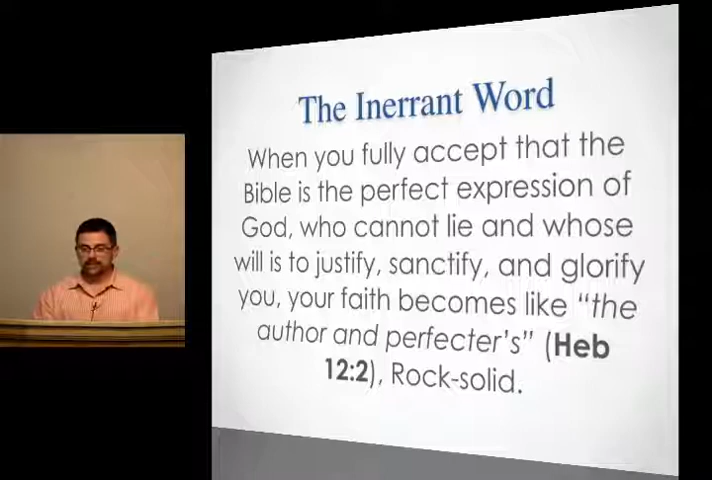 The Inerrant Word
When you fully accept that the
Bible is the perfect expression of
God, who cannot lie and whose
will is to justify, sanctify, and glorify
you, your faith becomes like “the
author and perfecter's” (Heb
12:2), Rock-solid.